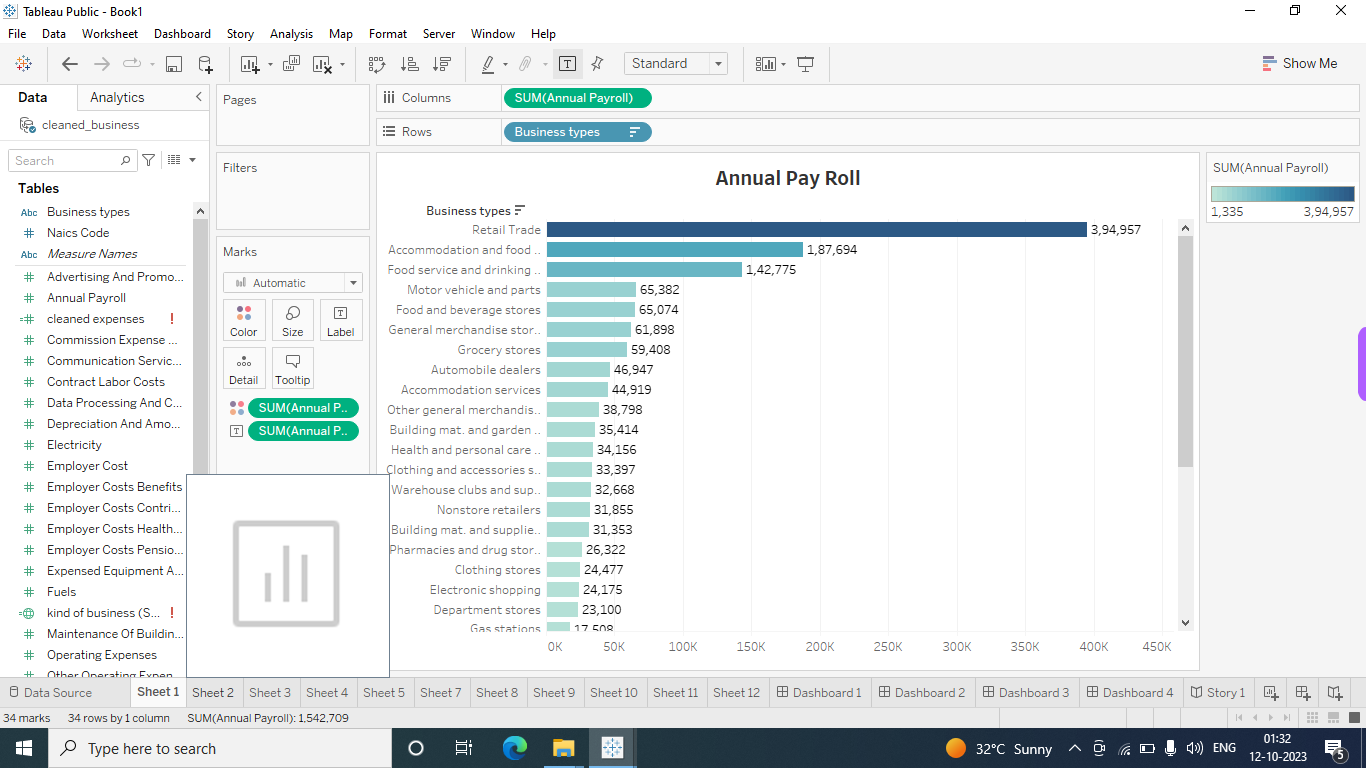 Tableau Public - Book1
File Data Worksheet Dashboard Story Analysis Map Format Server Window Help
Standard
Show Me
Data Analytics
cleaned_business
Search
Tables
Abc Business types
# Naics Code
Abc Measure Names
# Advertising And Promo...
# Annual Payroll
=# cleaned expenses !
# Commission Expense ...
# Communication Servic...
# Contract Labor Costs
# Data Processing And C...
# Depreciation And Amo...
# Electricity
# Employer Cost
# Employer Costs Benefits
# Employer Costs Contri...
# Employer Costs Health...
# Employer Costs Pensio...
# Expensed Equipment A...
# Fuels
kind of business (S... !
# Maintenance Of Buildin...
# Operating Expenses
# Other Operating Expen...
Pages
Filters
Marks
Automatic
Color Size Label
Detail Tooltip
SUM(Annual P..
SUM(Annual P..
Columns SUM(Annual Payroll)
Rows Business types
Annual Pay Roll
Business types
Retail Trade 3,94,957
Accommodation and food .. 1,87,694
Food service and drinking .. 1,42,775
Motor vehicle and parts 65,382
Food and beverage stores 65,074
General merchandise stor.. 61,898
Grocery stores 59,408
Automobile dealers 46,947
Accommodation services 44,919
Other general merchandis.. 38,798
Building mat. and garden .. 35,414
Health and personal care .. 34,156
Clothing and accessories s.. 33,397
Warehouse clubs and sup.. 32,668
Nonstore retailers 31,855
Building mat. and supplie.. 31,353
Pharmacies and drug stor.. 26,322
Clothing stores 24,477
Electronic shopping 24,175
Department stores 23,100
Gas stations 17,508
0K 50K 100K 150K 200K 250K 300K 350K 400K 450K
SUM(Annual Payroll)
1,335 3,94,957
Data Source Sheet 1 Sheet 2 Sheet 3 Sheet 4 Sheet 5 Sheet 6 Sheet 7 Sheet 8 Sheet 9 Sheet 10 Sheet 11 Sheet 12 Dashboard 1 Dashboard 2 Dashboard 3 Dashboard 4 Story 1
34 marks 34 rows by 1 column SUM(Annual Payroll): 1,542,709
Type here to search
32°C Sunny
ENG
01:32
12-10-2023
5